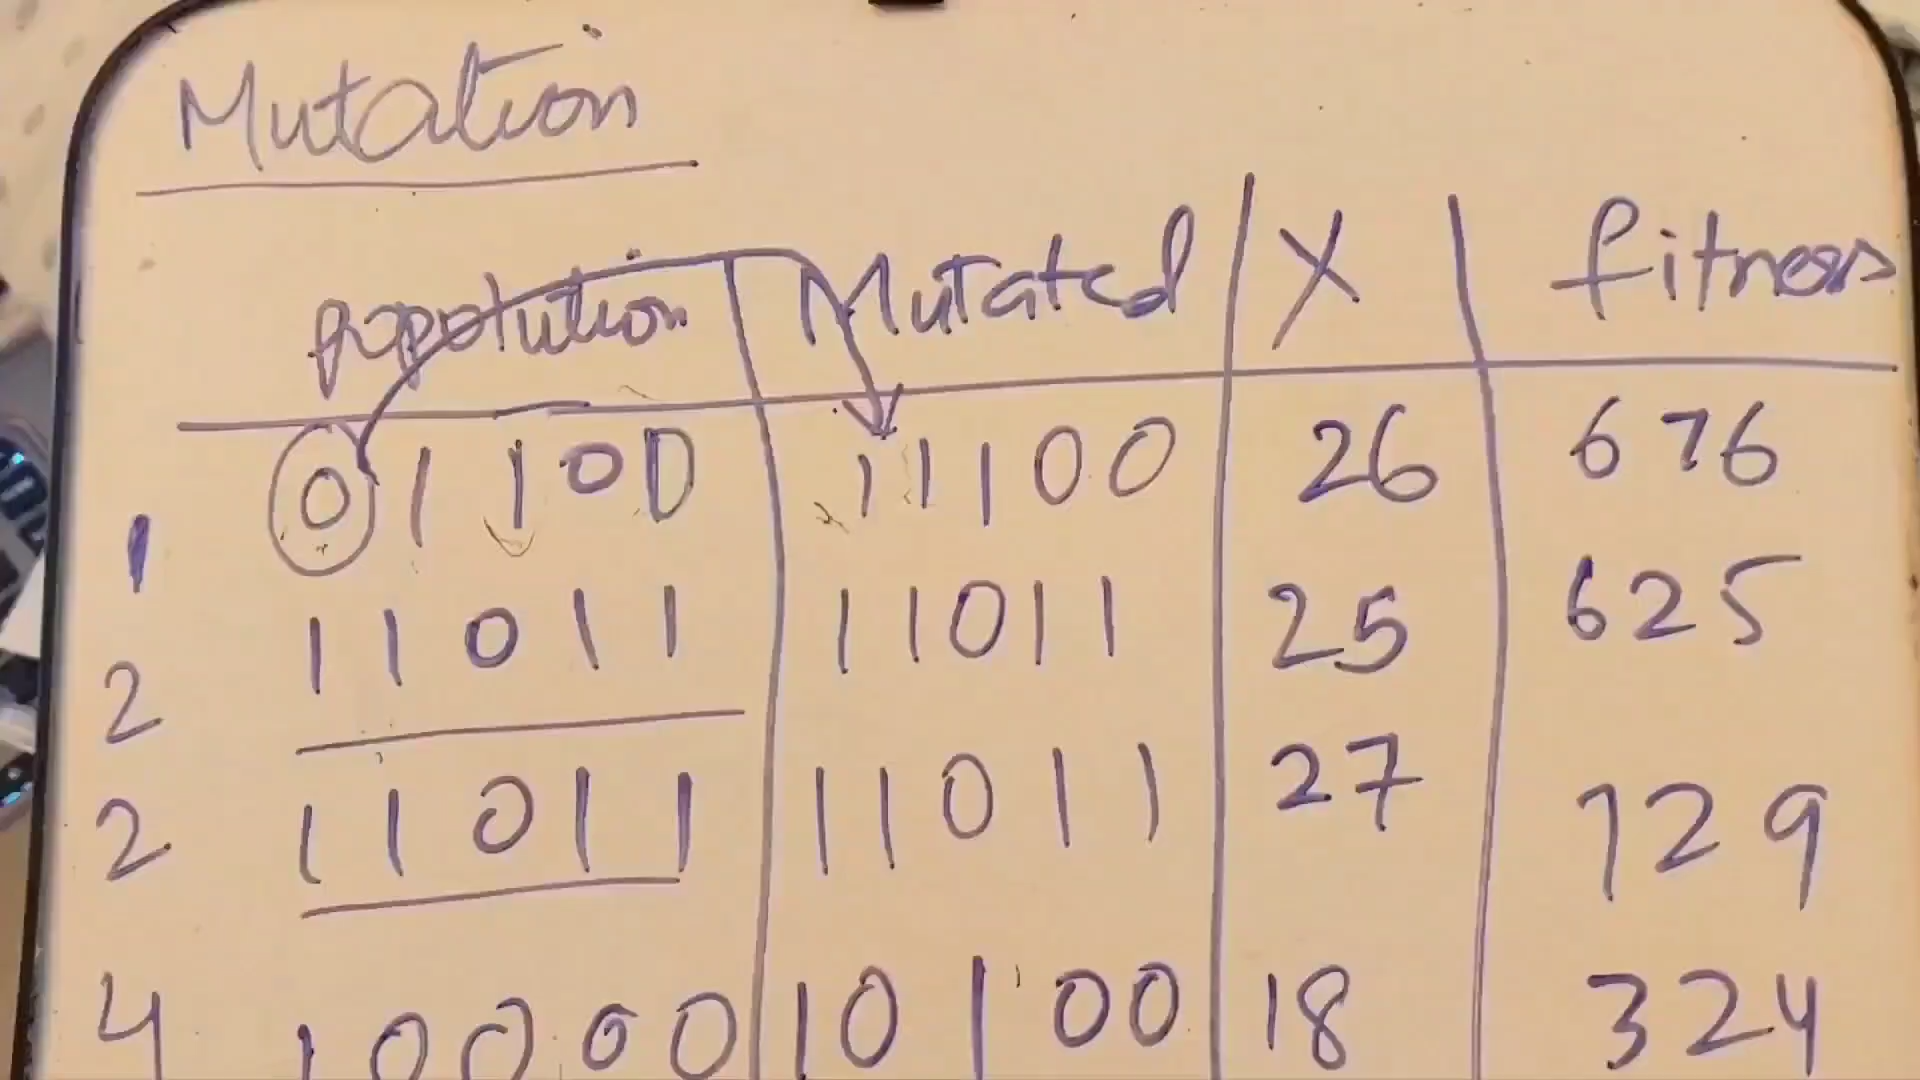 Mutation
population Mutated X fitness
1 01100 11100 26 676
2 11011 11011 25 625
2 11011 11011 27 729
4 10000 10100 18 324